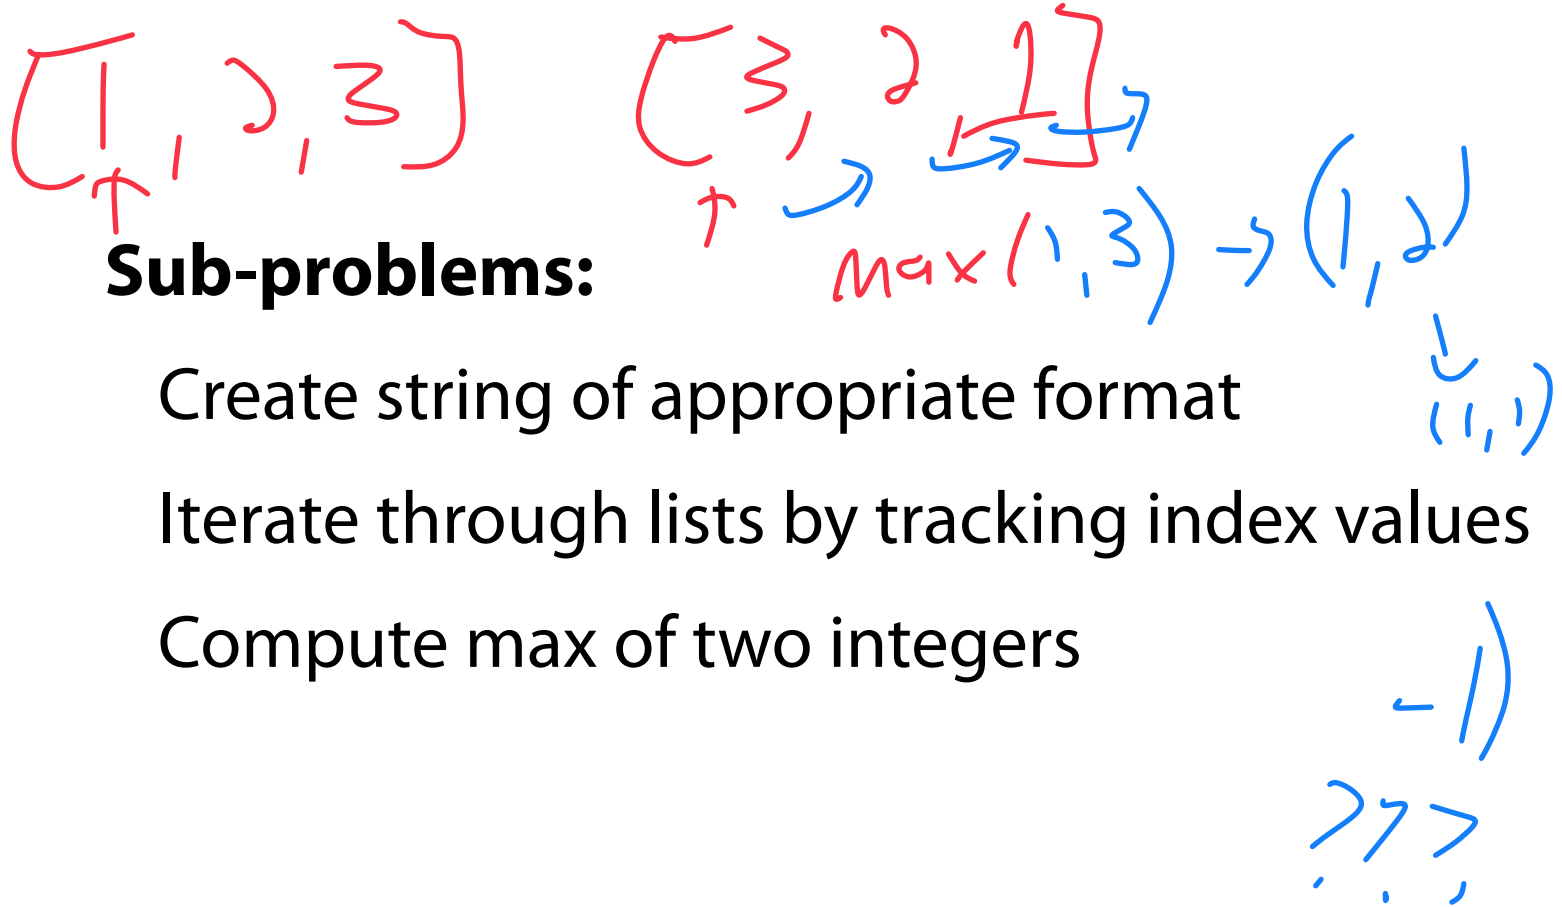 [1, 2, 3] [3, 2, 1]
max(1, 3) → (1, 2)
Sub-problems:
Create string of appropriate format
(1, 1)
Iterate through lists by tracking index values
Compute max of two integers
-1)
???